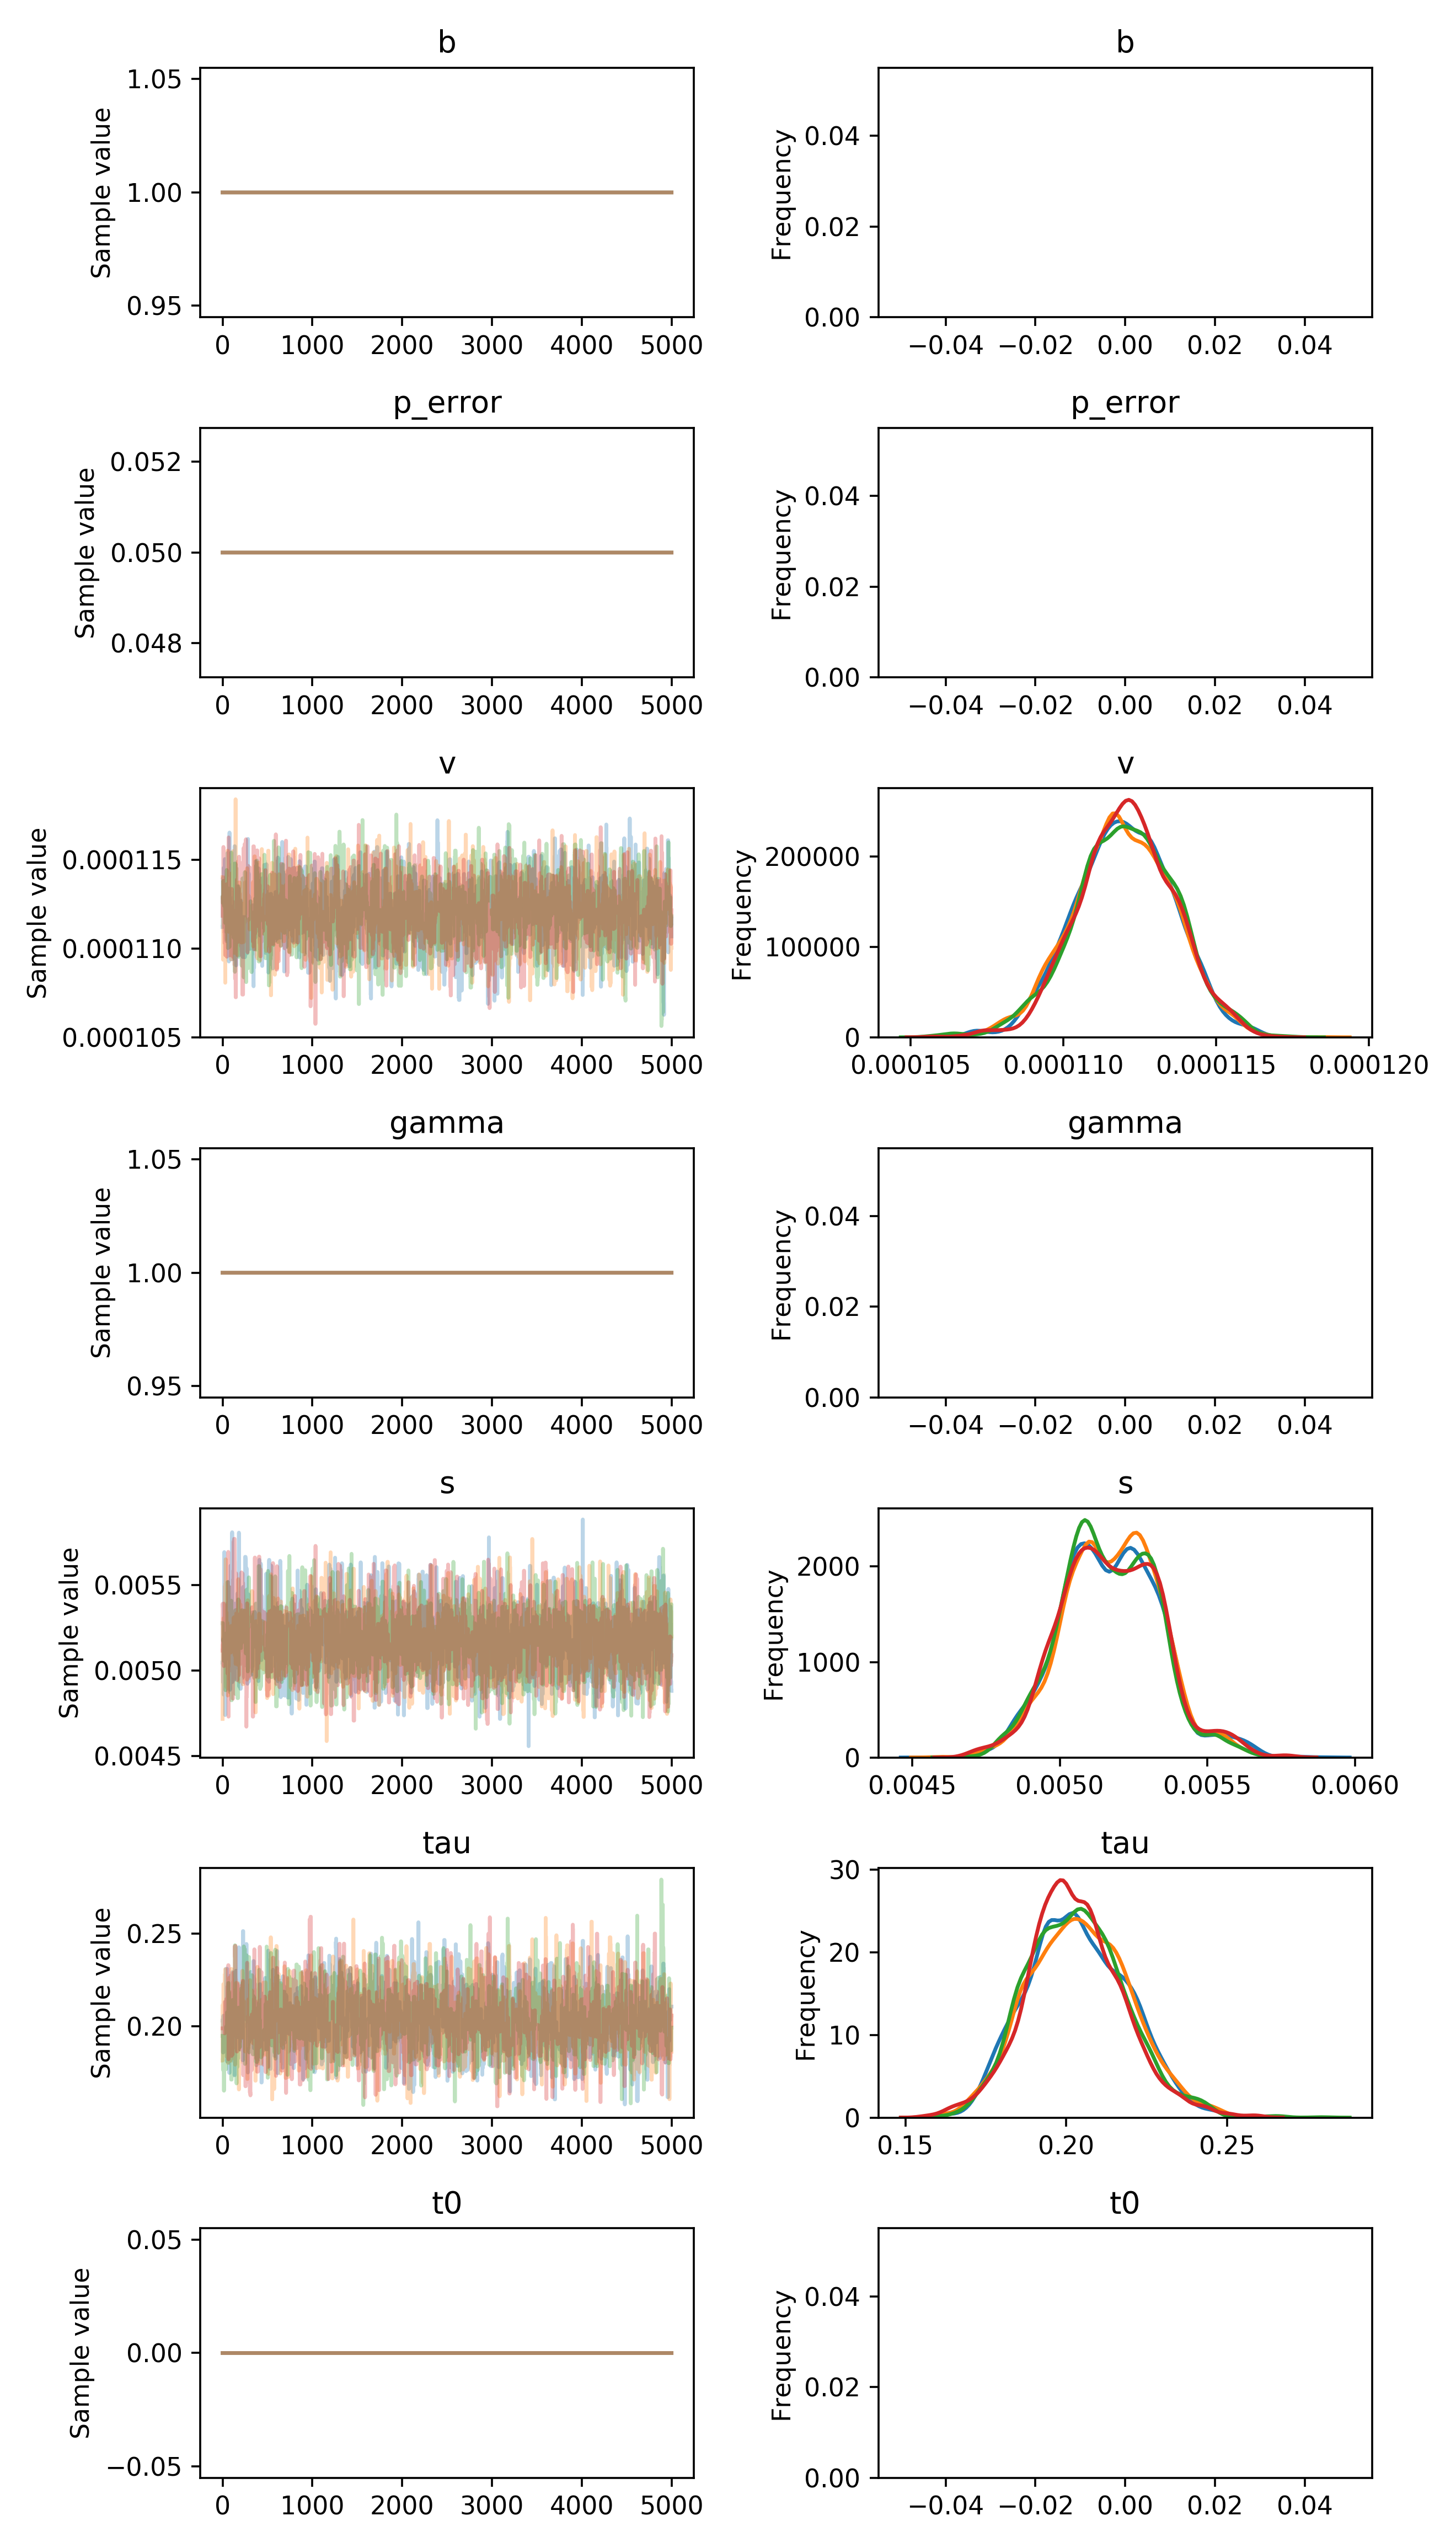 b
b
Sample value
1.05
1.00
0.95
0 1000 2000 3000 4000 5000
Frequency
0.04
0.02
0.00
−0.04 −0.02 0.00 0.02 0.04
p_error
p_error
Sample value
0.052
0.050
0.048
0 1000 2000 3000 4000 5000
Frequency
0.04
0.02
0.00
−0.04 −0.02 0.00 0.02 0.04
v
v
Sample value
0.000115
0.000110
0.000105
0 1000 2000 3000 4000 5000
Frequency
200000
100000
0
0.000105 0.000110 0.000115 0.000120
gamma
gamma
Sample value
1.05
1.00
0.95
0 1000 2000 3000 4000 5000
Frequency
0.04
0.02
0.00
−0.04 −0.02 0.00 0.02 0.04
s
s
Sample value
0.0055
0.0050
0.0045
0 1000 2000 3000 4000 5000
Frequency
2000
1000
0
0.0045 0.0050 0.0055 0.0060
tau
tau
Sample value
0.25
0.20
0 1000 2000 3000 4000 5000
Frequency
30
20
10
0
0.15 0.20 0.25
t0
t0
Sample value
0.05
0.00
−0.05
0 1000 2000 3000 4000 5000
Frequency
0.04
0.02
0.00
−0.04 −0.02 0.00 0.02 0.04